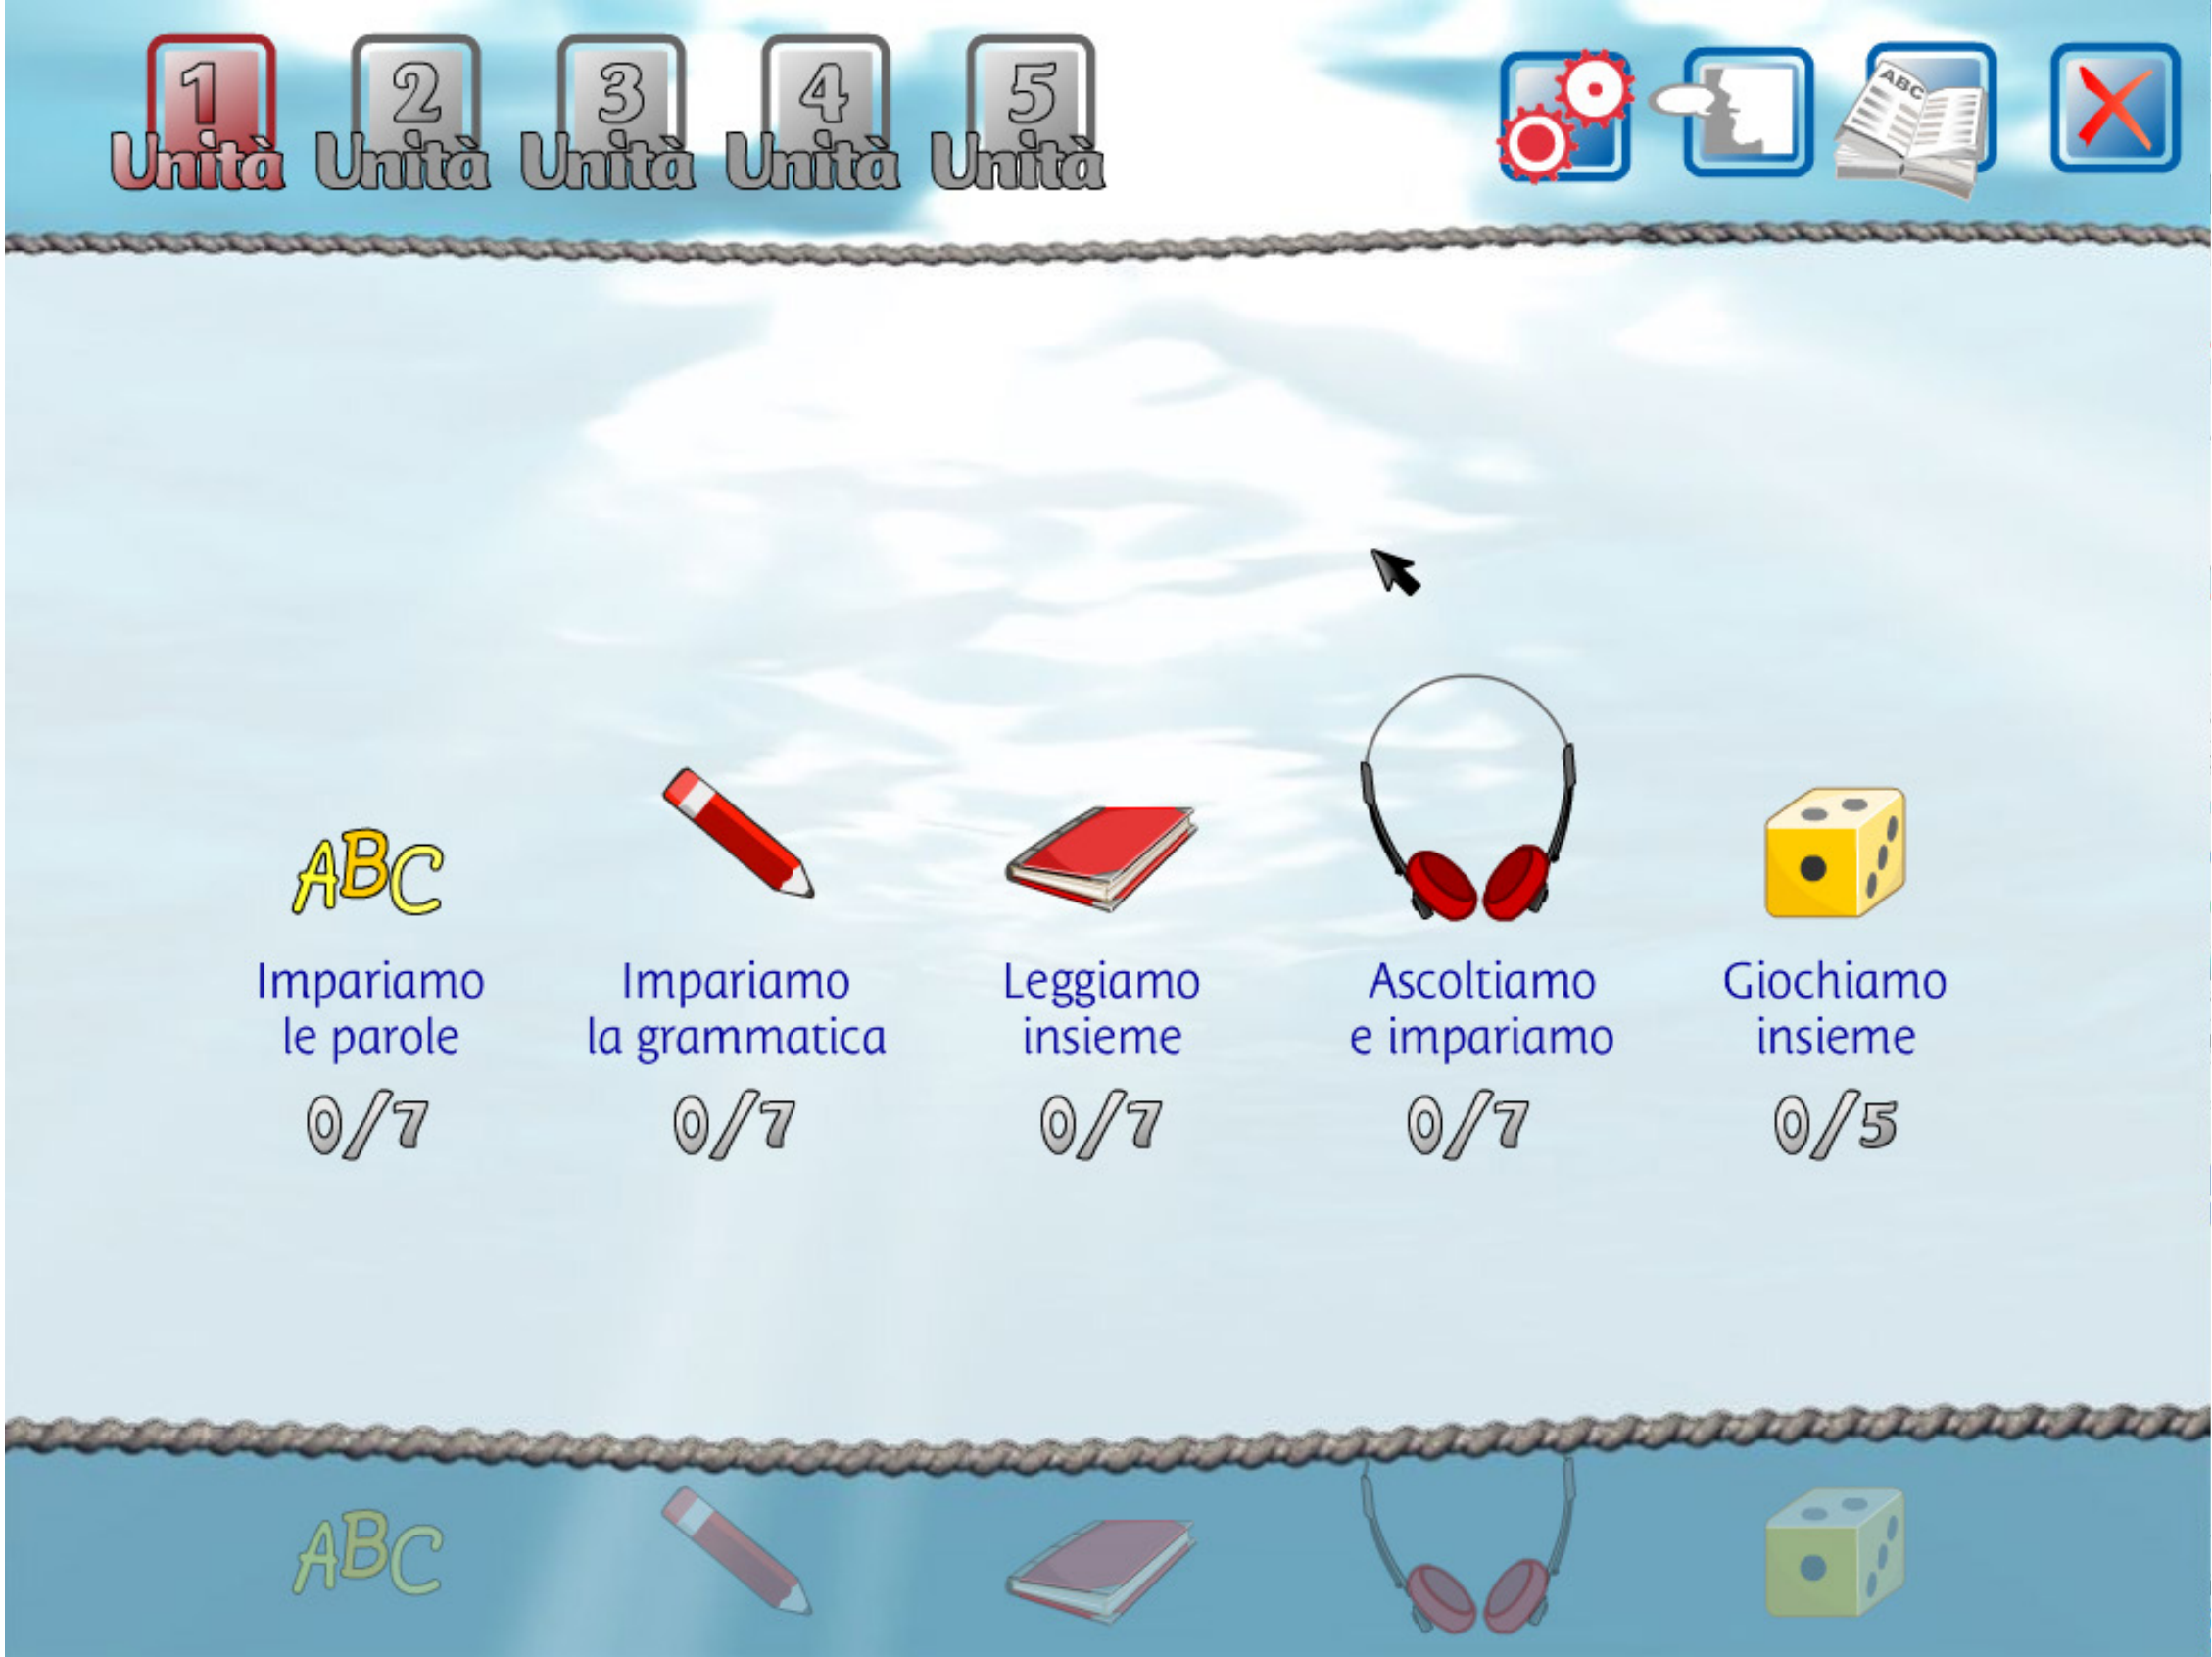 1 2 3 4 5
Unità Unità Unità Unità Unità
ABC
ABC
Impariamo
le parole
0/7
Impariamo
la grammatica
0/7
Leggiamo
insieme
0/7
Ascoltiamo
e impariamo
0/7
Giochiamo
insieme
0/5
ABC